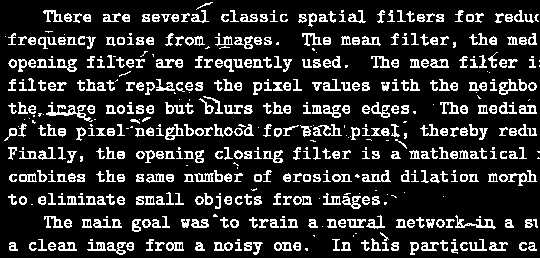 There are several classic spatial filters for redu
frequency noise from images. The mean filter, the med
opening filter are frequently used. The mean filter i
filter that replaces the pixel values with the neighbo
the image noise but blurs the image edges. The median
of the pixel neighborhood for each pixel, thereby redu
Finally, the opening closing filter is a mathematical
combines the same number of erosion and dilation morph
to eliminate small objects from images.
The main goal was to train a neural network in a su
a clean image from a noisy one. In this particular ca